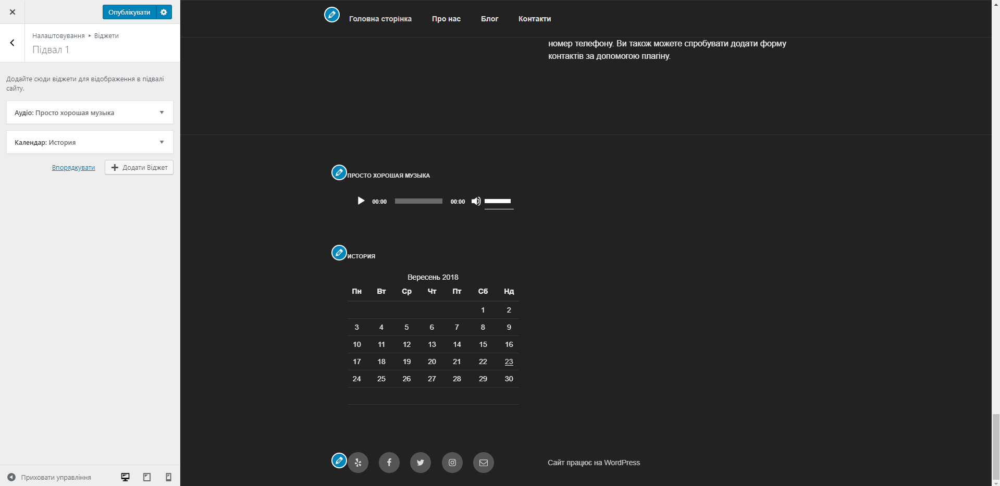 Опублікувати
Налаштовування ▸ Віджети
Підвал 1
Додайте сюди віджети для відображення в підвалі
сайту.
Аудіо: Просто хорошая музыка
Календар: История
Впорядкувати
Додати Віджет
Приховати управління
Головна сторінка Про нас Блог Контакти
номер телефону. Ви також можете спробувати додати форму
контактів за допомогою плагіну.
ПРОСТО ХОРОШАЯ МУЗЫКА
00:00 00:00
ИСТОРИЯ
Вересень 2018
Пн Вт Ср Чт Пт Сб Нд
1 2
3 4 5 6 7 8 9
10 11 12 13 14 15 16
17 18 19 20 21 22 23
24 25 26 27 28 29 30
Сайт працює на WordPress